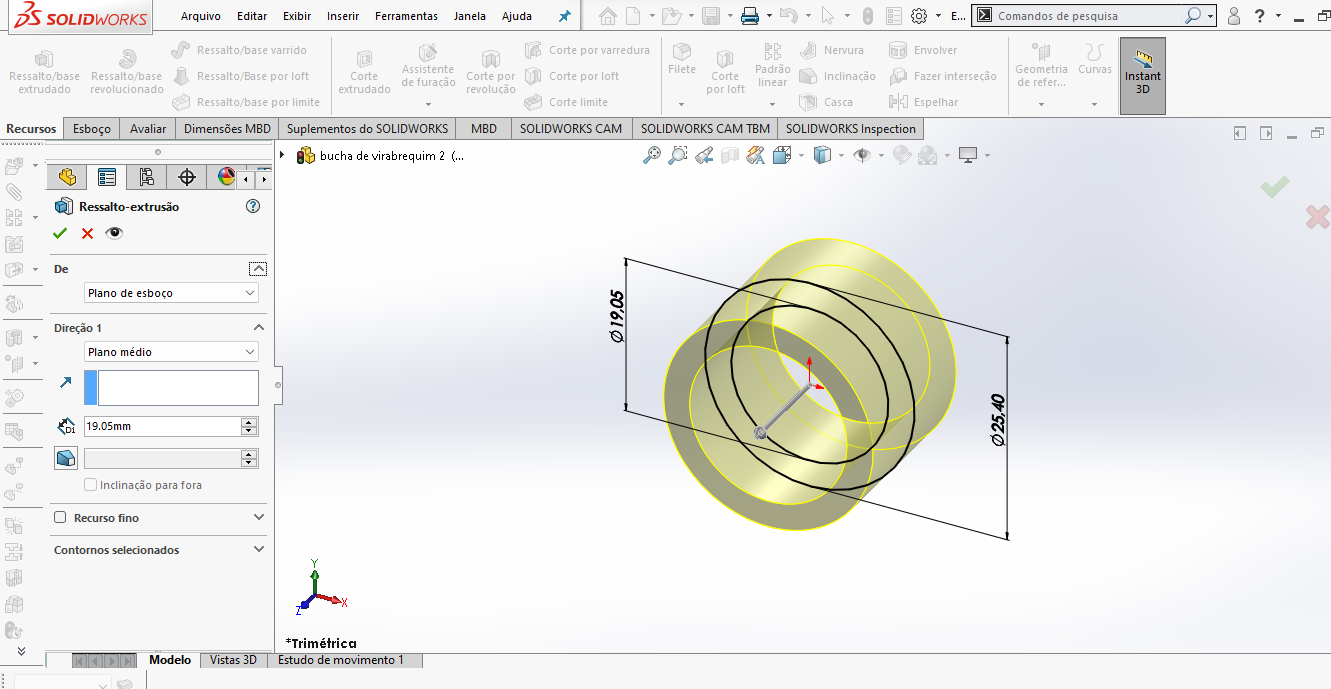 SOLIDWORKS Arquivo Editar Exibir Inserir Ferramentas Janela Ajuda E... Comandos de pesquisa ?
Ressalto/base extrudado
Ressalto/base revolucionado
Ressalto/base varrido
Ressalto/Base por loft
Ressalto/base por limite
Corte extrudado
Assistente de furação
Corte por revolução
Corte por varredura
Corte por loft
Corte limite
Filete
Corte por loft
Padrão linear
Nervura
Inclinação
Casca
Envolver
Fazer interseção
Espelhar
Geometria de refer...
Curvas
Instant 3D
Recursos Esboço Avaliar Dimensões MBD Suplementos do SOLIDWORKS MBD SOLIDWORKS CAM SOLIDWORKS CAM TBM SOLIDWORKS Inspection
bucha de virabrequim 2 (...
Ressalto-extrusão ?
De
Plano de esboço
Direção 1
Plano médio
D1 19.05mm
Inclinação para fora
Recurso fino
Contornos selecionados
Ø19,05
Ø25,40
Y
X
Z
*Trimétrica
Modelo Vistas 3D Estudo de movimento 1